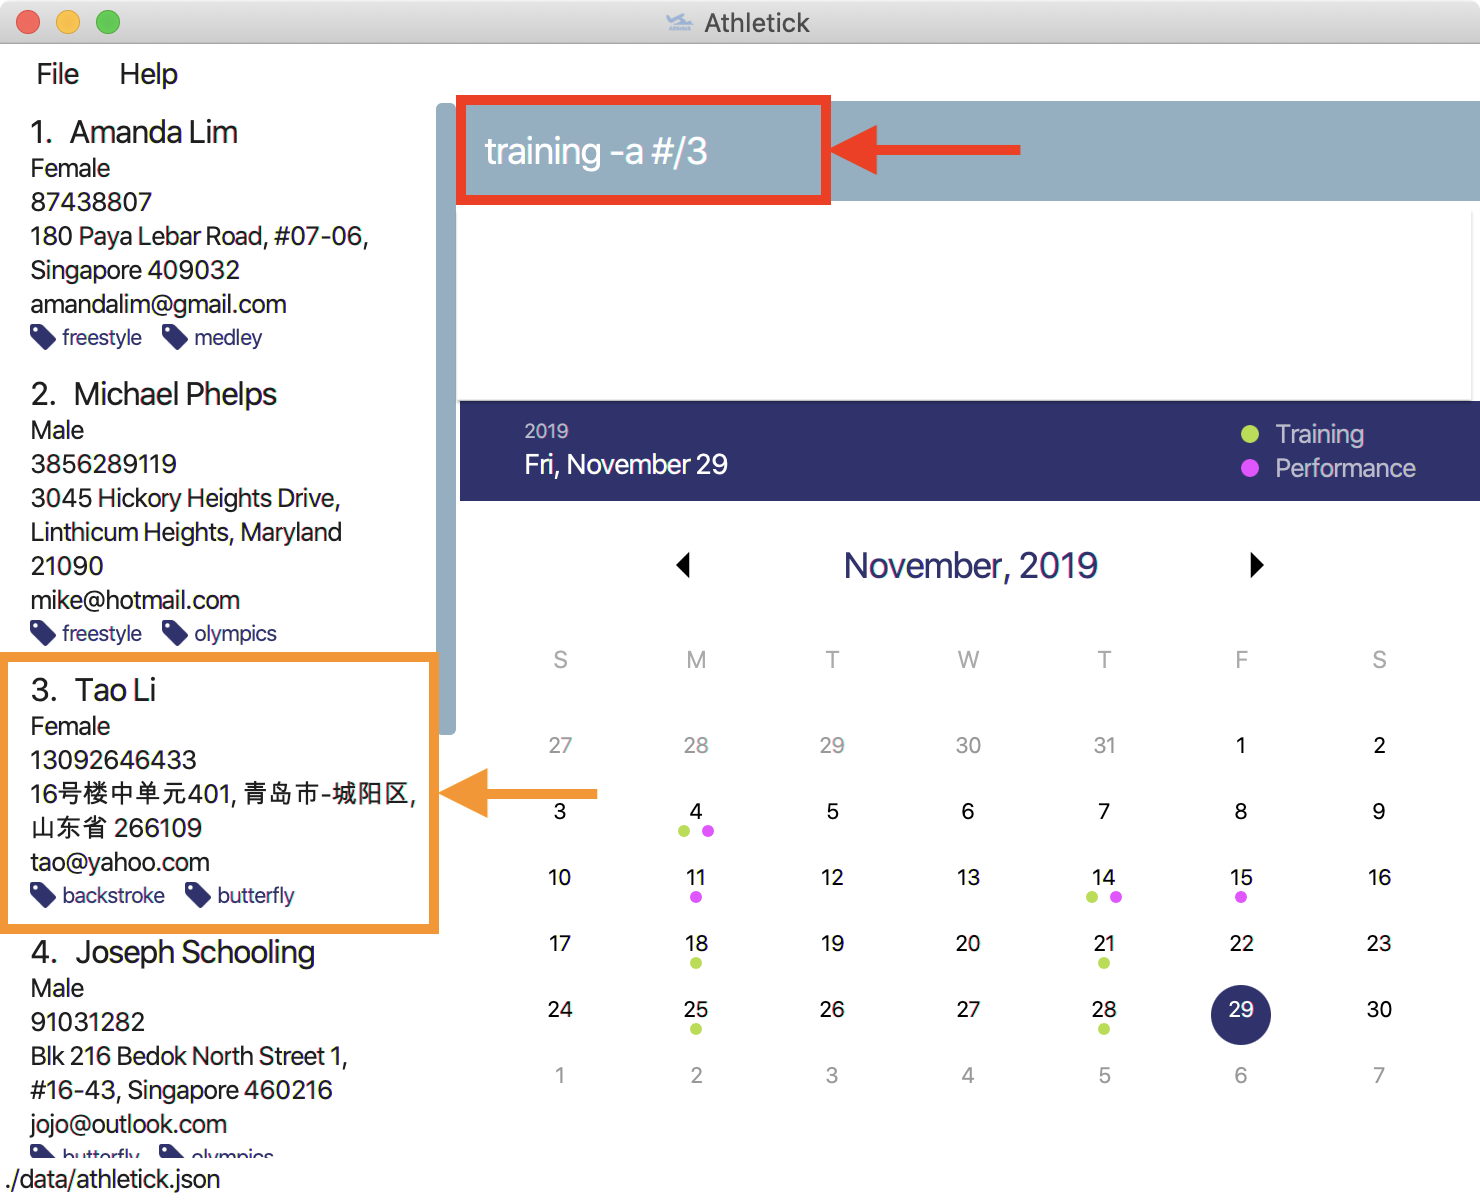 Athletick
File Help
1. Amanda Lim
Female
87438807
180 Paya Lebar Road, #07-06,
Singapore 409032
amandalim@gmail.com
freestyle medley
2. Michael Phelps
Male
3856289119
3045 Hickory Heights Drive,
Linthicum Heights, Maryland
21090
mike@hotmail.com
freestyle olympics
3. Tao Li
Female
13092646433
16号楼中单元401, 青岛市-城阳区,
山东省 266109
tao@yahoo.com
backstroke butterfly
4. Joseph Schooling
Male
91031282
Blk 216 Bedok North Street 1,
#16-43, Singapore 460216
jojo@outlook.com
butterfly olympics
./data/athletick.json
training -a #/3
2019
Fri, November 29
Training
Performance
November, 2019
S M T W T F S
27 28 29 30 31 1 2
3 4 5 6 7 8 9
10 11 12 13 14 15 16
17 18 19 20 21 22 23
24 25 26 27 28 29 30
1 2 3 4 5 6 7